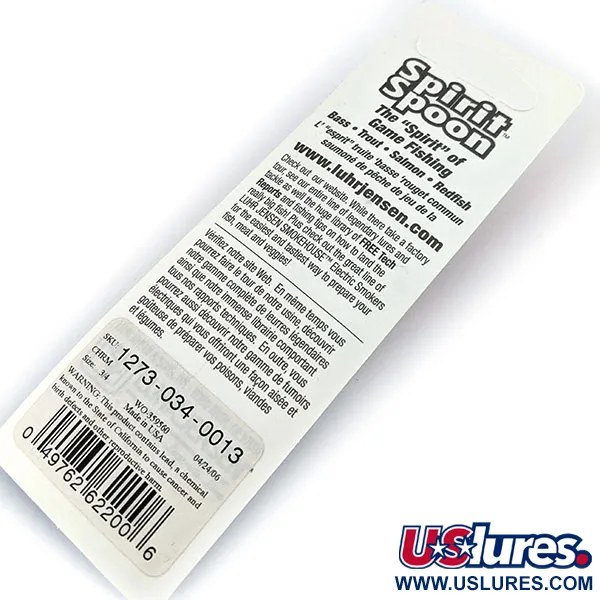 Spirit
Spoon™
The "Spirit" of
Game Fishing
Bass • Trout • Salmon • Redfish
L' "esprit" truite 'basse 'rouget commun
saumoné de pêche de jeu de la
www.luhrjensen.com
Check out our website. While there take a factory
tour, see our entire line of legendary lures and
tackle as well the huge library of FREE Tech
Reports and fishing tips on how to land the
really big fish! Plus check out the great line of
LUHR JENSEN SMOKEHOUSE™ Electric Smokers
the easiest and fastest way to prepare your
fish, meat and veggies!
Vérifiez notre site Web. En même temps vous
pourrez faire le tour de notre usine, découvrir
notre gamme complète de leurres légendaires
ainsi que notre immense librairie comportant
tous nos rapports techniques. En outre, vous
pourrez aussi découvrir notre gamme de fumoirs
électriques qui vous offriront une façon aisée et
goûteuse de préparer vos poisons, viandes
et légumes.
SKU: 1273-034-0013
CHRM
Size: 3/4
WO-359560
Made in USA
04/24/06
WARNING: This product contains lead, a chemical
known to the State of California to cause cancer and
birth defects and other reproductive harm.
0 49762 62200 6
USlures.
WWW.USLURES.COM